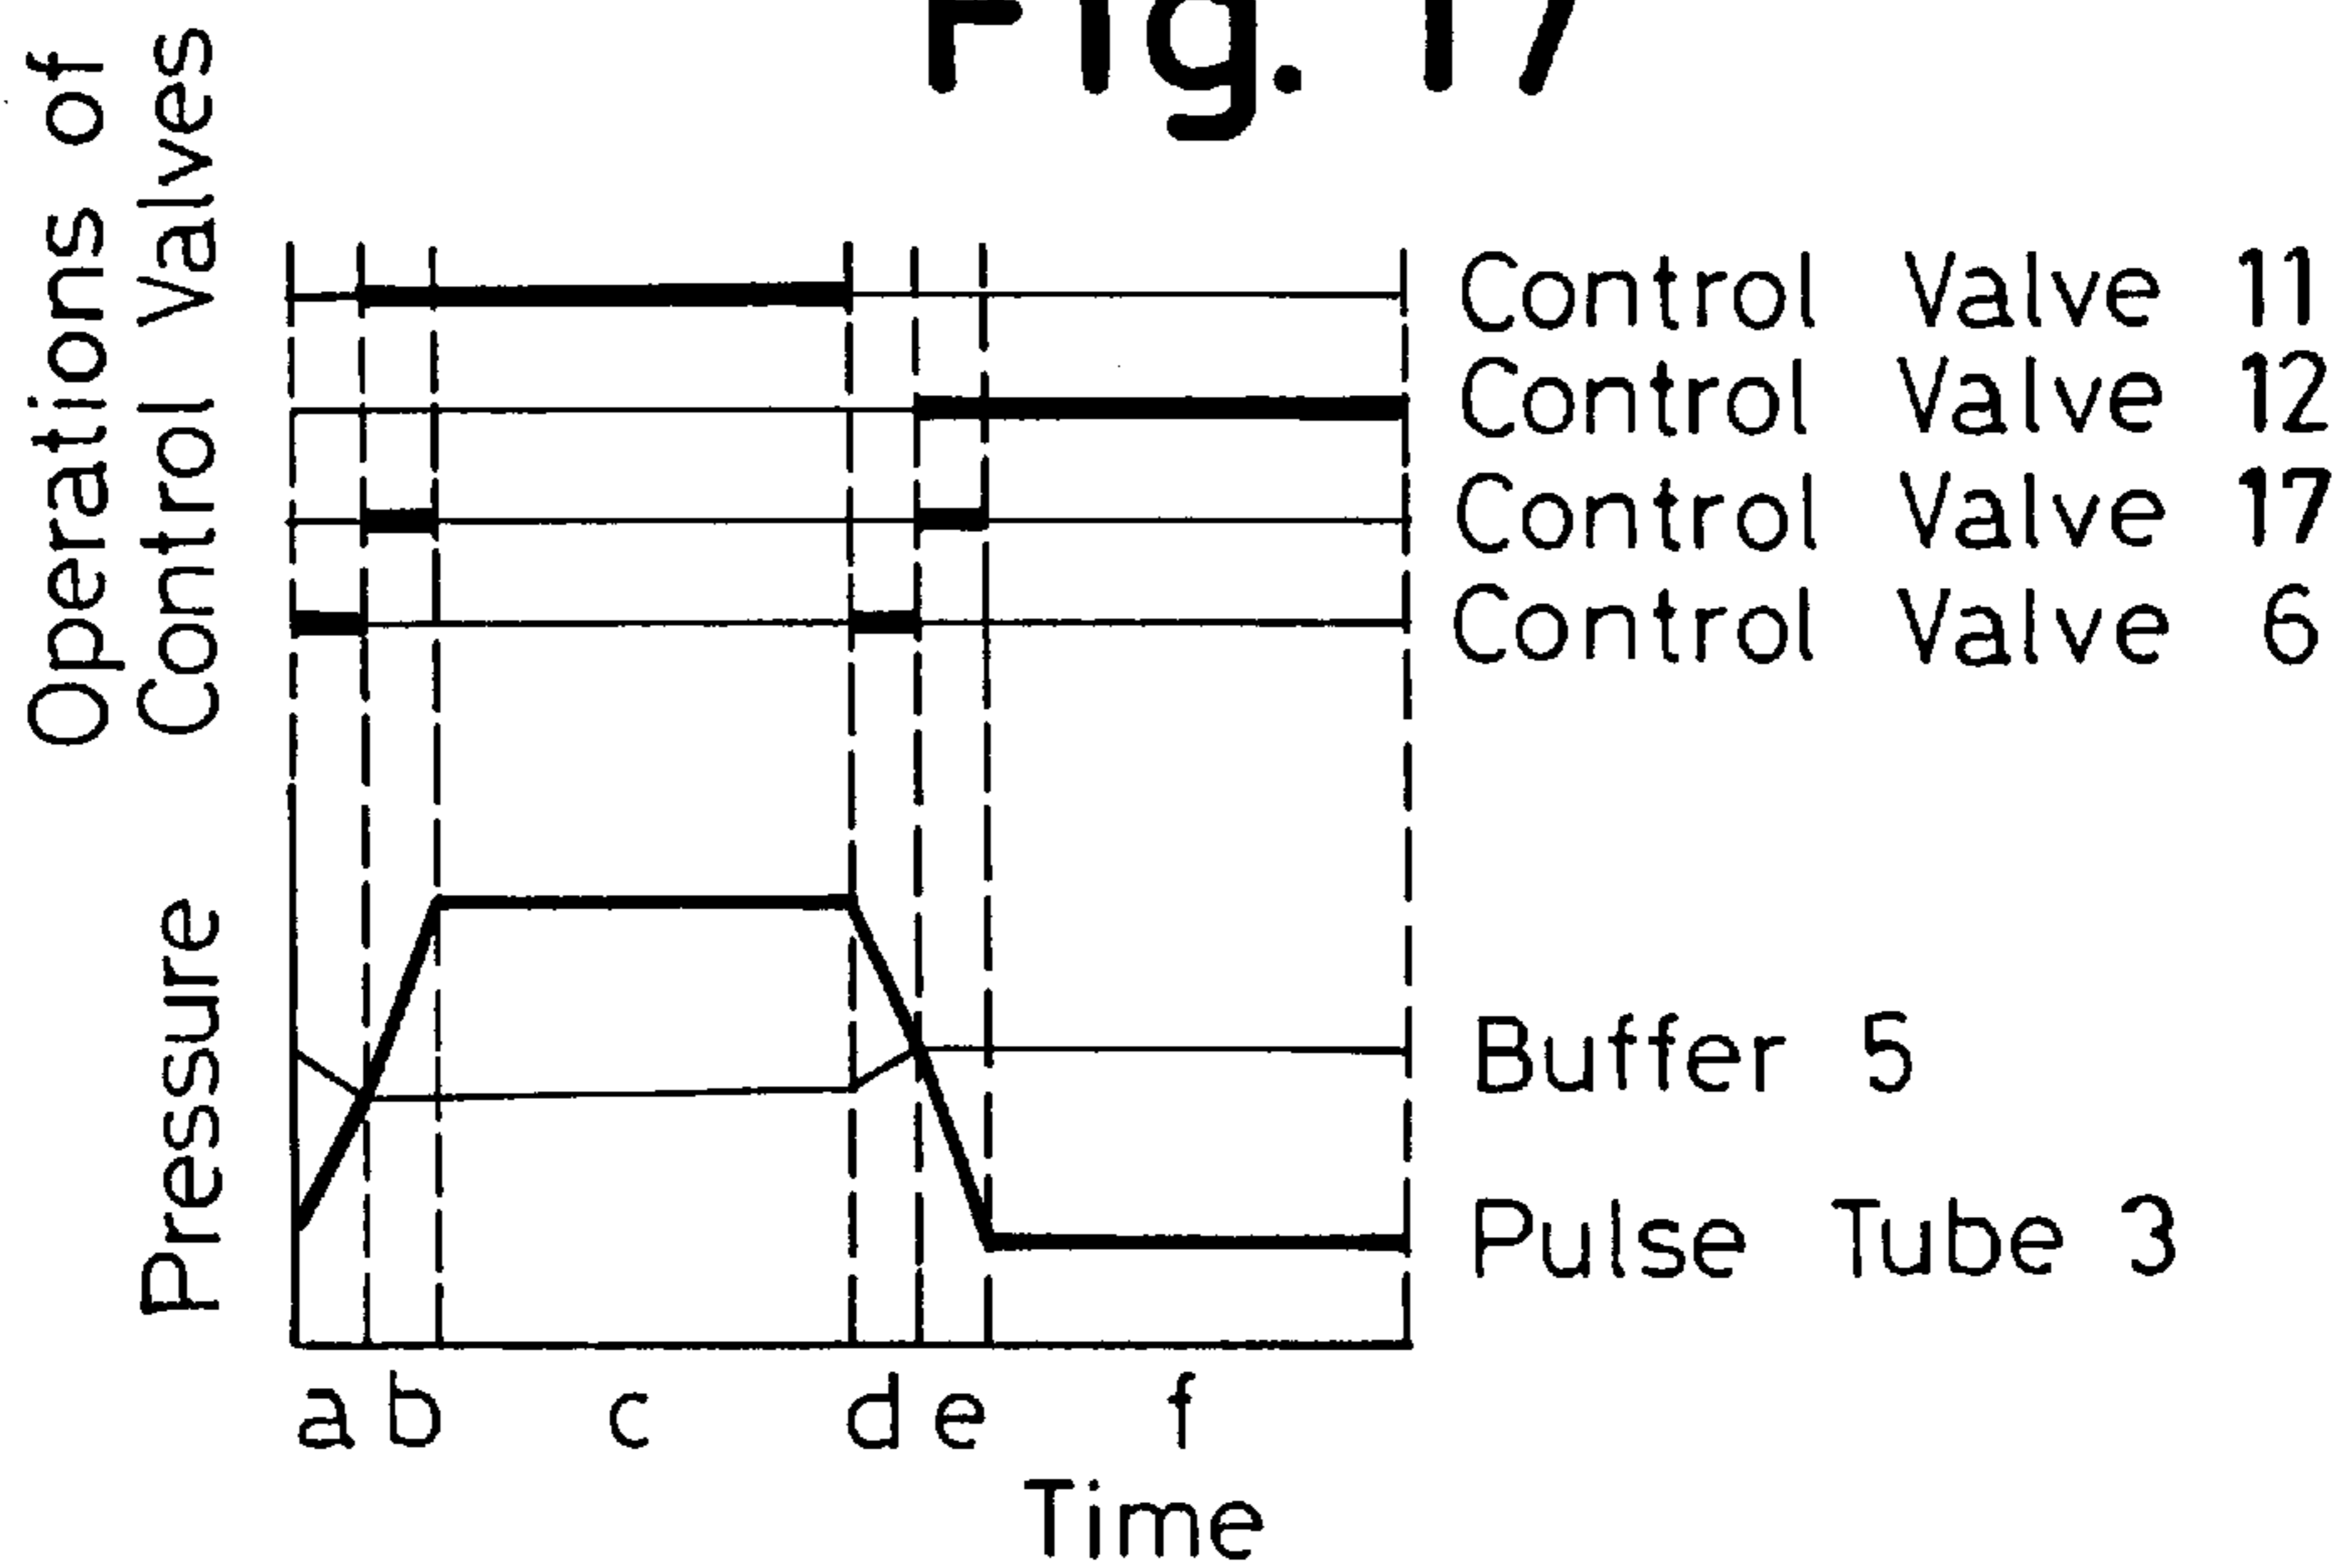 Fig. 17
Operations of
Control Valves
Control Valve 11
Control Valve 12
Control Valve 17
Control Valve 6
Pressure
Buffer 5
Pulse Tube 3
a b c d e f
Time